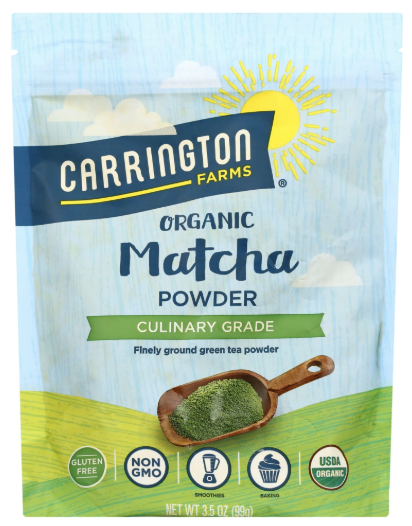 CARRINGTON
FARMS®
ORGANIC
Matcha
POWDER
CULINARY GRADE
Finely ground green tea powder
GLUTEN
FREE
NON
GMO
SMOOTHIES
BAKING
USDA
ORGANIC
NET WT 3.5 OZ (99g)